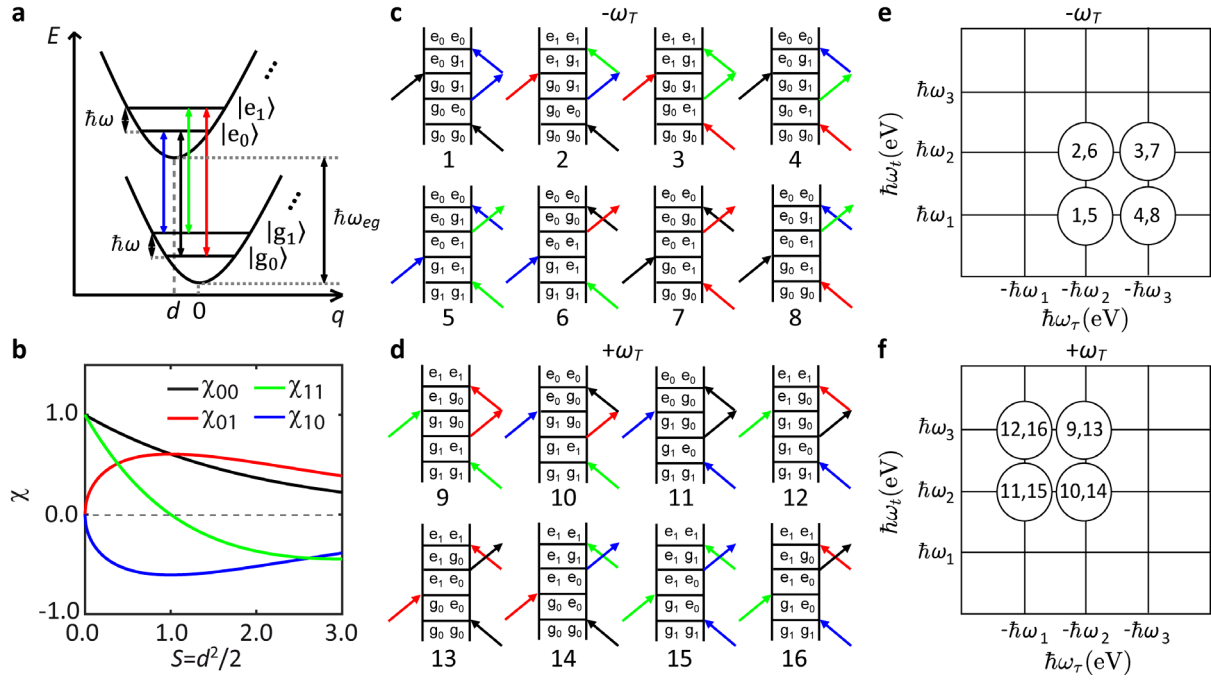 a
E
ħω
|e₁⟩
|e₀⟩
ħω_eg
ħω
|g₁⟩
|g₀⟩
d
0
q
b
χ
1.0
0.0
-1.0
χ₀₀
χ₁₁
χ₀₁
χ₁₀
0.0
1.0
2.0
3.0
S=d²/2
c
-ω_T
e₀ e₀
e₀ g₁
g₀ g₁
g₀ e₀
g₀ g₀
1
e₁ e₁
e₀ g₁
g₀ g₁
g₀ e₀
g₀ g₀
2
e₁ e₁
e₁ g₁
g₀ g₁
g₀ e₁
g₀ g₀
3
e₀ e₀
e₀ g₁
g₀ g₁
g₀ e₁
g₀ g₀
4
e₀ e₀
e₀ g₁
e₀ e₁
g₁ e₁
g₁ g₁
5
e₀ e₀
e₀ g₀
e₀ e₁
g₁ e₁
g₁ g₁
6
e₀ e₀
e₀ g₀
e₀ e₁
g₀ e₁
g₀ g₀
7
e₀ e₀
e₀ g₁
e₀ e₁
g₀ e₁
g₀ g₀
8
d
+ω_T
e₁ e₁
e₁ g₀
g₁ g₀
g₁ e₁
g₁ g₁
9
e₀ e₀
e₀ g₀
g₁ g₀
g₁ e₁
g₁ g₁
10
e₀ e₀
e₀ g₀
g₁ g₀
g₁ e₀
g₁ g₁
11
e₁ e₁
e₁ g₀
g₁ g₀
g₁ e₀
g₁ g₁
12
e₁ e₁
e₁ g₀
e₁ e₀
g₀ e₀
g₀ g₀
13
e₁ e₁
e₁ g₁
e₁ e₀
g₀ e₀
g₀ g₀
14
e₁ e₁
e₁ g₁
e₁ e₀
g₁ e₀
g₁ g₁
15
e₁ e₁
e₁ g₀
e₁ e₀
g₁ e₀
g₁ g₁
16
e
-ω_T
ħω_t(eV)
ħω₃
ħω₂
ħω₁
2,6
3,7
1,5
4,8
-ħω₁
-ħω₂
-ħω₃
ħω_τ(eV)
f
+ω_T
ħω_t(eV)
ħω₃
ħω₂
ħω₁
12,16
9,13
11,15
10,14
-ħω₁
-ħω₂
-ħω₃
ħω_τ(eV)